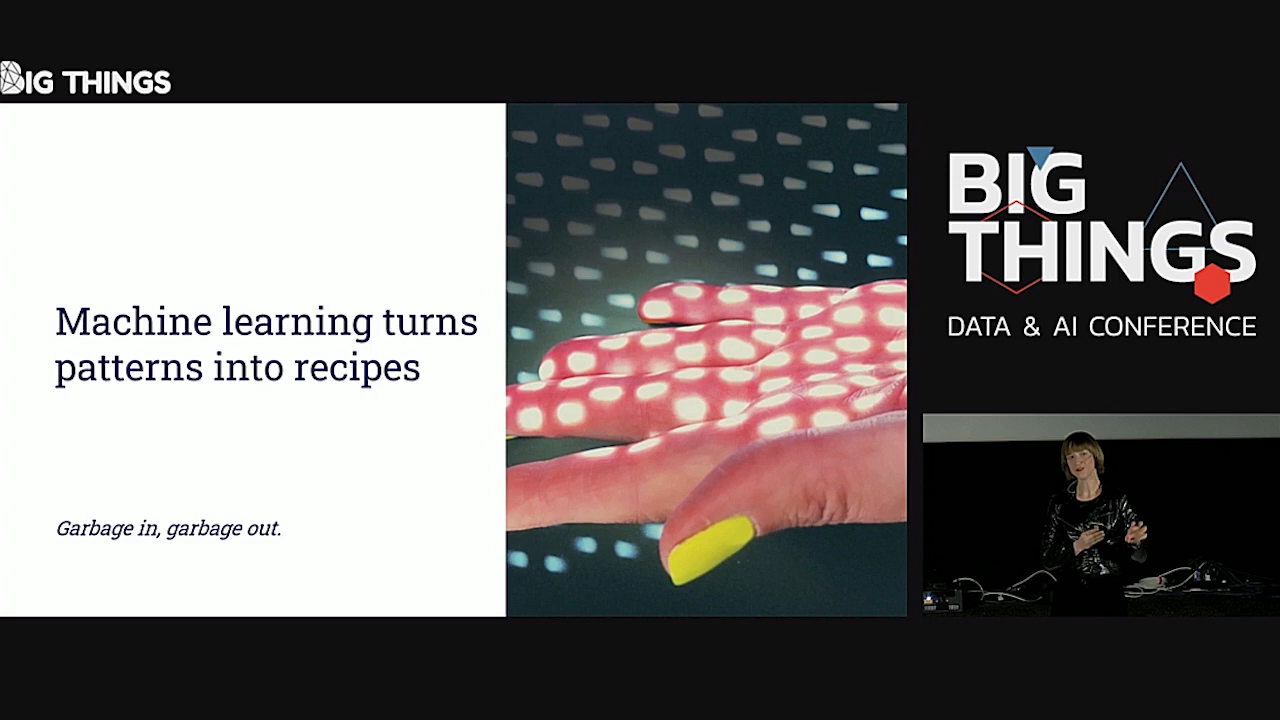 BIG THINGS
Machine learning turns
patterns into recipes
Garbage in, garbage out.
BIG
THINGS
DATA & AI CONFERENCE